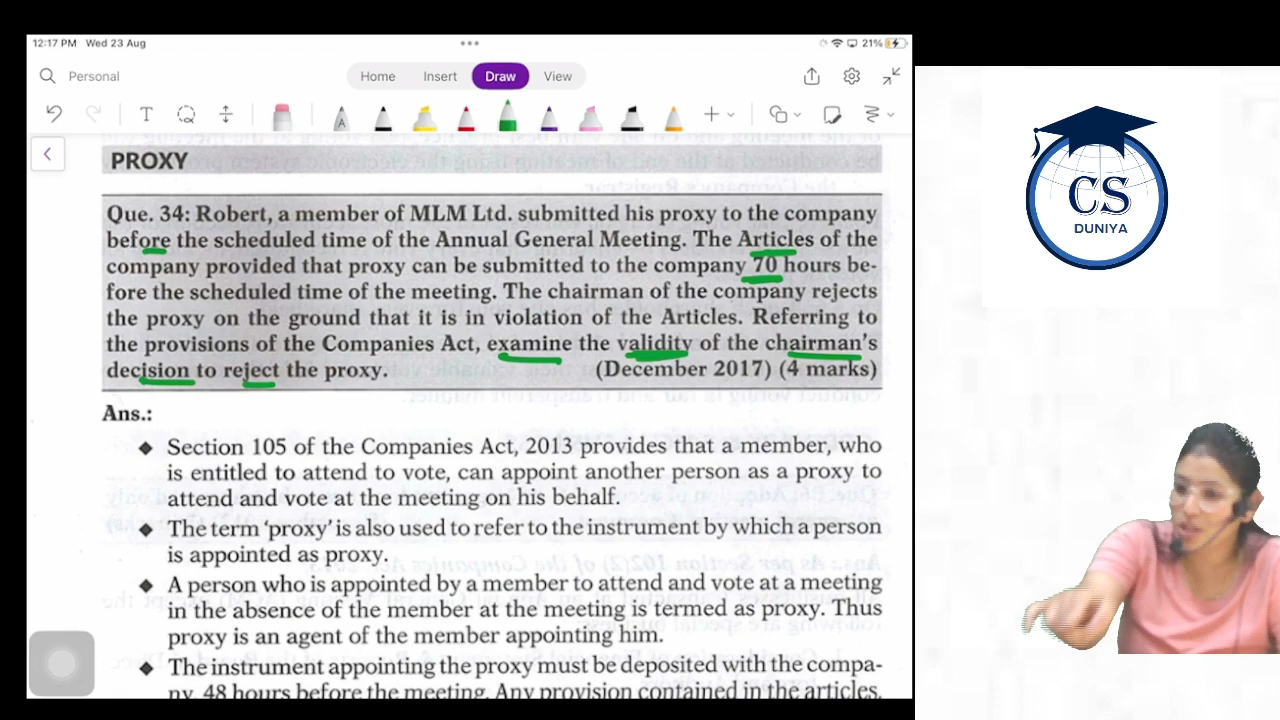 12:17 PM Wed 23 Aug
21%
Personal
Home Insert Draw View
T
A
PROXY
Que. 34: Robert, a member of MLM Ltd. submitted his proxy to the company
before the scheduled time of the Annual General Meeting. The Articles of the
company provided that proxy can be submitted to the company 70 hours be-
fore the scheduled time of the meeting. The chairman of the company rejects
the proxy on the ground that it is in violation of the Articles. Referring to
the provisions of the Companies Act, examine the validity of the chairman's
decision to reject the proxy. (December 2017) (4 marks)
Ans.:
◆ Section 105 of the Companies Act, 2013 provides that a member, who
is entitled to attend to vote, can appoint another person as a proxy to
attend and vote at the meeting on his behalf.
◆ The term 'proxy' is also used to refer to the instrument by which a person
is appointed as proxy.
◆ A person who is appointed by a member to attend and vote at a meeting
in the absence of the member at the meeting is termed as proxy. Thus
proxy is an agent of the member appointing him.
◆ The instrument appointing the proxy must be deposited with the compa-
ny, 48 hours before the meeting. Any provision contained in the articles,
CS
DUNIYA